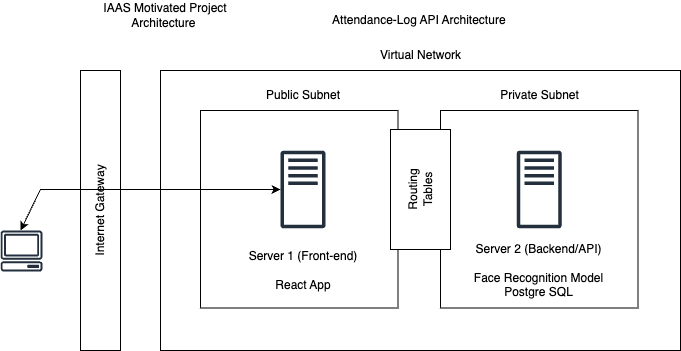 IAAS Motivated Project
Architecture
Attendance-Log API Architecture
Virtual Network
Public Subnet
Private Subnet
Internet Gateway
Routing
Tables
Server 1 (Front-end)
React App
Server 2 (Backend/API)
Face Recognition Model
Postgre SQL